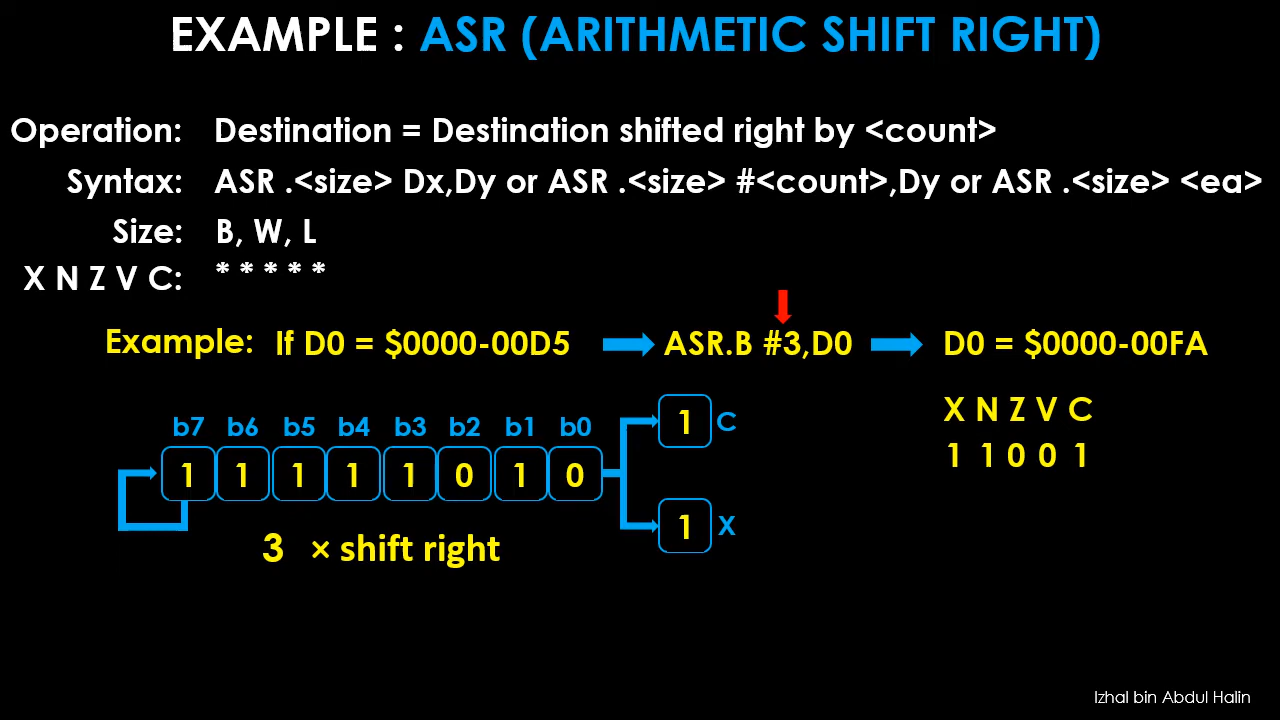 EXAMPLE : ASR (ARITHMETIC SHIFT RIGHT)
Operation: Destination = Destination shifted right by <count>
Syntax: ASR .<size> Dx,Dy or ASR .<size> #<count>,Dy or ASR .<size> <ea>
Size: B, W, L
X N Z V C: * * * * *
Example: If D0 = $0000-00D5 ASR.B #3,D0 D0 = $0000-00FA
X N Z V C
1 1 0 0 1
b7 b6 b5 b4 b3 b2 b1 b0
1 1 1 1 1 0 1 0
1 C
1 X
3 × shift right
Izhal bin Abdul Halin